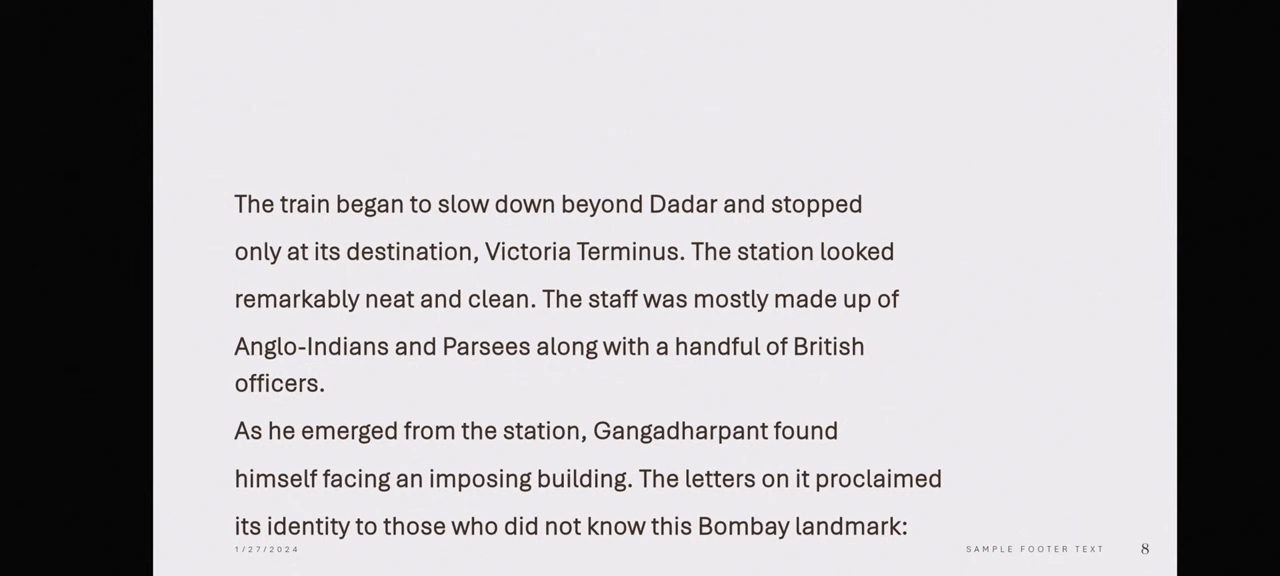 The train began to slow down beyond Dadar and stopped
only at its destination, Victoria Terminus. The station looked
remarkably neat and clean. The staff was mostly made up of
Anglo-Indians and Parsees along with a handful of British
officers.
As he emerged from the station, Gangadharpant found
himself facing an imposing building. The letters on it proclaimed
its identity to those who did not know this Bombay landmark:
1/27/2024
SAMPLE FOOTER TEXT
8